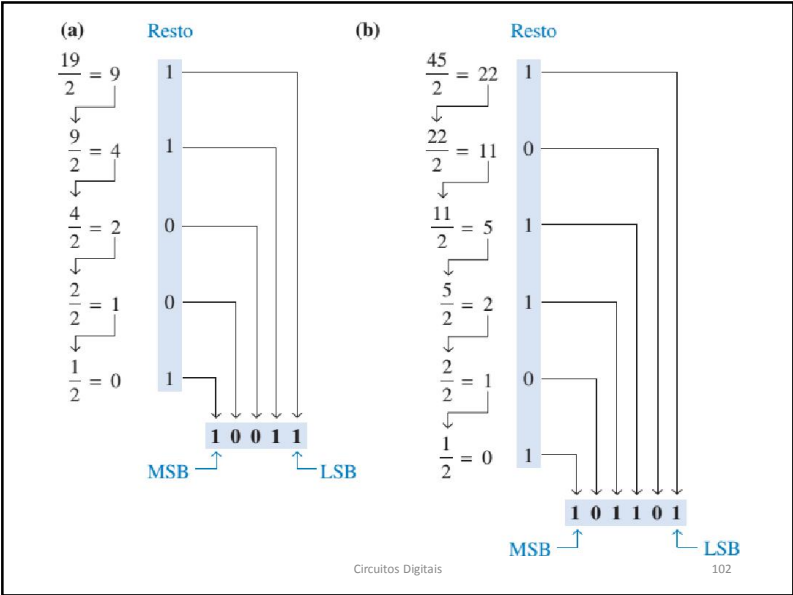 (a) Resto
19/2 = 9 1
9/2 = 4 1
4/2 = 2 0
2/2 = 1 0
1/2 = 0 1
1 0 0 1 1
MSB LSB
(b) Resto
45/2 = 22 1
22/2 = 11 0
11/2 = 5 1
5/2 = 2 1
2/2 = 1 0
1/2 = 0 1
1 0 1 1 0 1
MSB LSB
Circuitos Digitais 102